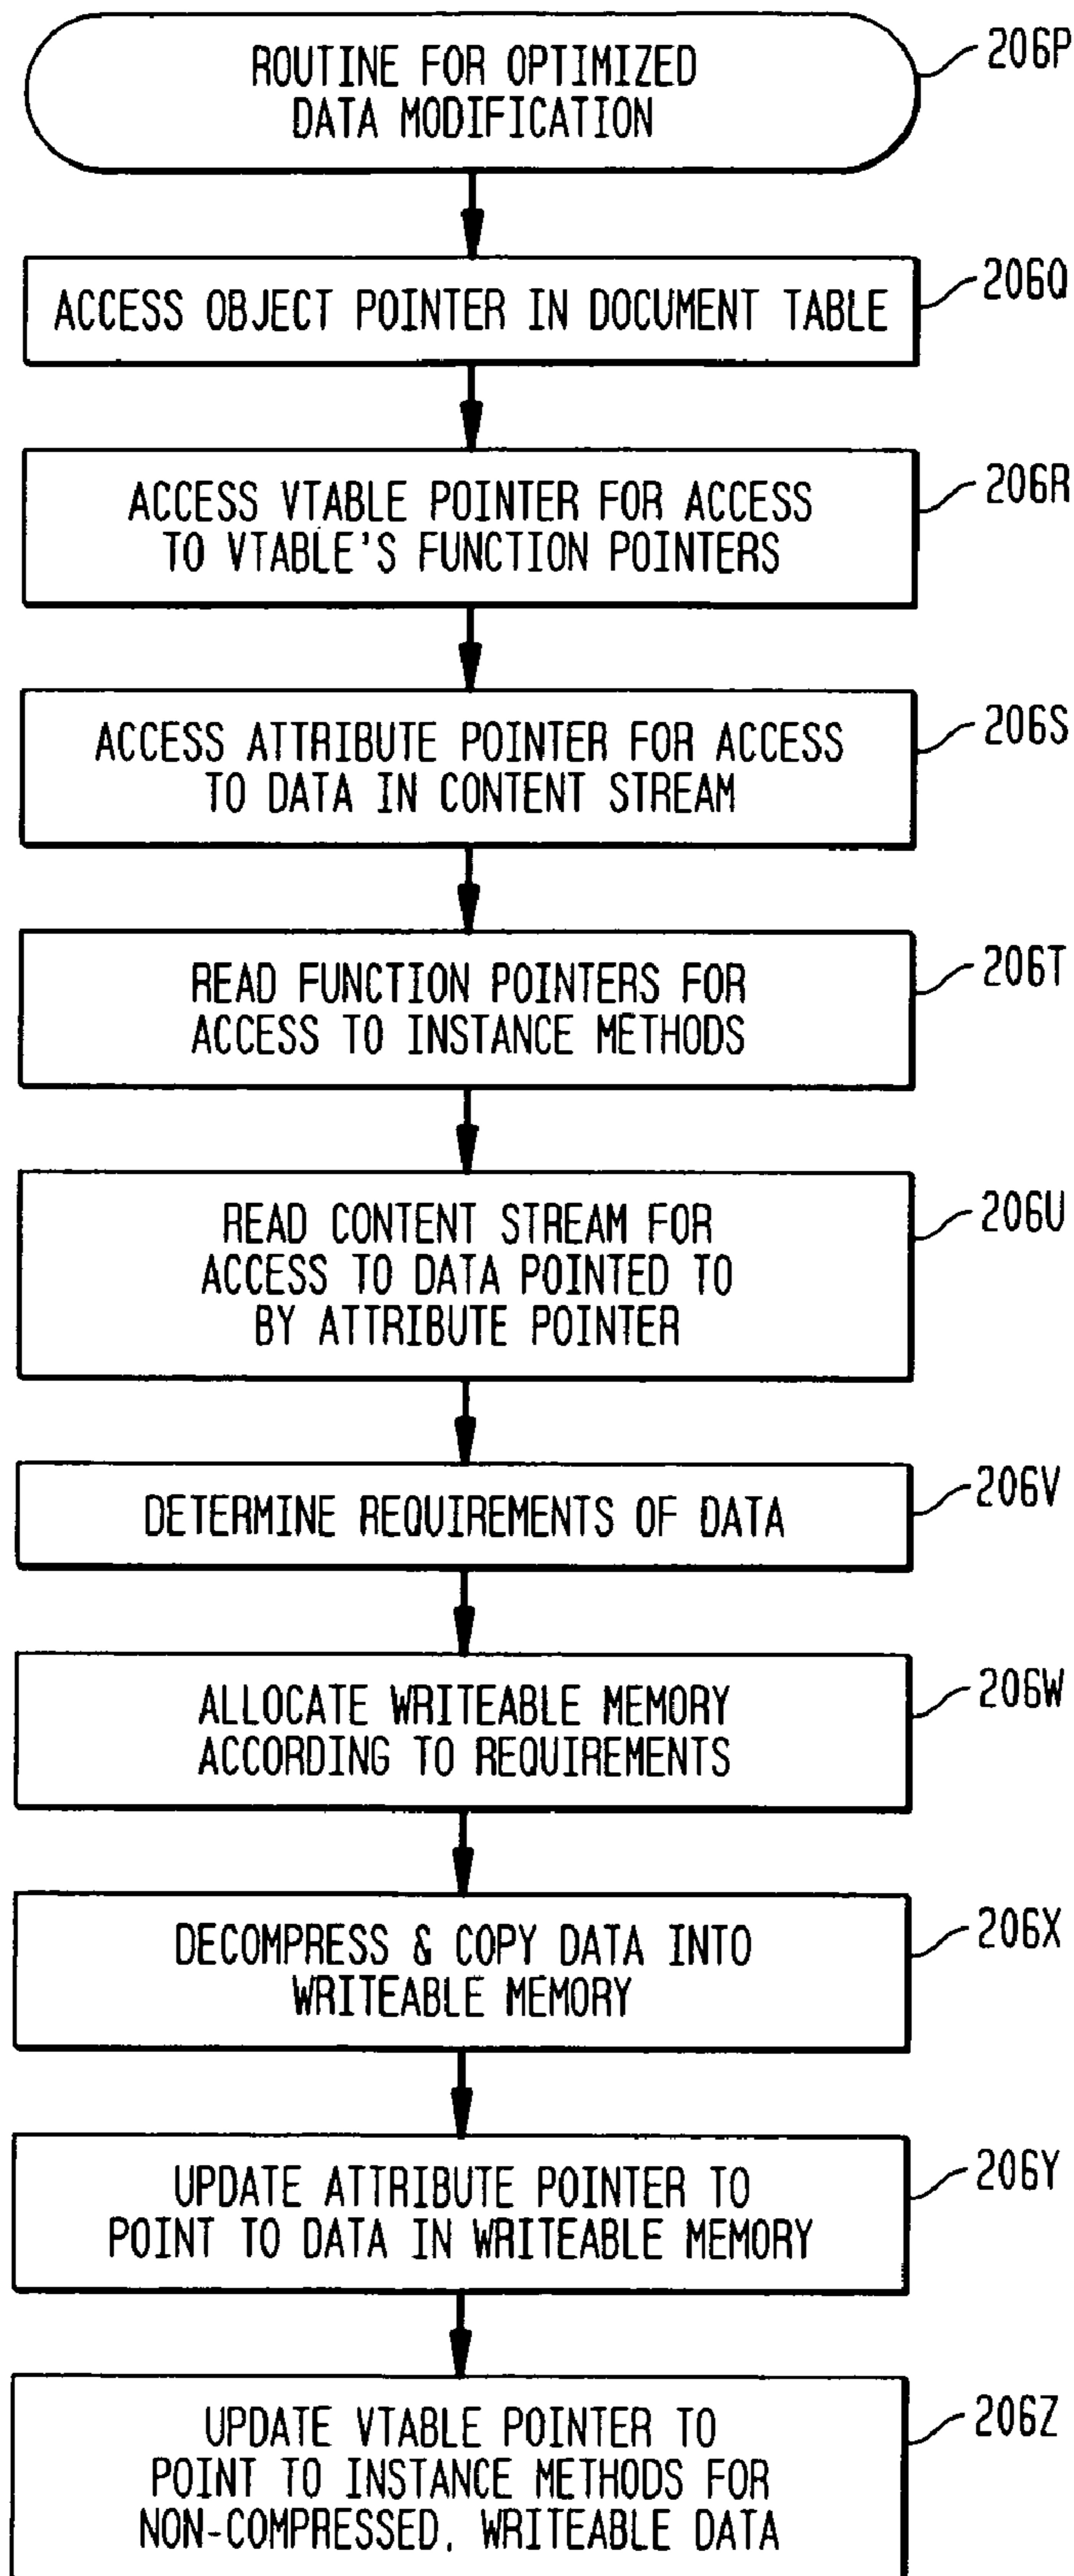 ROUTINE FOR OPTIMIZED
DATA MODIFICATION
206P
ACCESS OBJECT POINTER IN DOCUMENT TABLE
206Q
ACCESS VTABLE POINTER FOR ACCESS
TO VTABLE'S FUNCTION POINTERS
206R
ACCESS ATTRIBUTE POINTER FOR ACCESS
TO DATA IN CONTENT STREAM
206S
READ FUNCTION POINTERS FOR
ACCESS TO INSTANCE METHODS
206T
READ CONTENT STREAM FOR
ACCESS TO DATA POINTED TO
BY ATTRIBUTE POINTER
206U
DETERMINE REQUIREMENTS OF DATA
206V
ALLOCATE WRITEABLE MEMORY
ACCORDING TO REQUIREMENTS
206W
DECOMPRESS & COPY DATA INTO
WRITEABLE MEMORY
206X
UPDATE ATTRIBUTE POINTER TO
POINT TO DATA IN WRITEABLE MEMORY
206Y
UPDATE VTABLE POINTER TO
POINT TO INSTANCE METHODS FOR
NON-COMPRESSED, WRITEABLE DATA
206Z